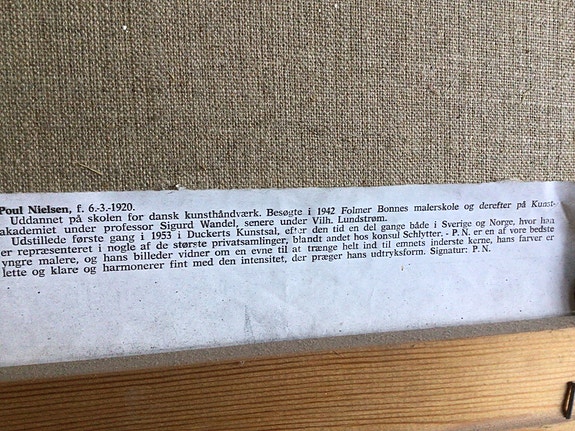 Poul Nielsen, f. 6.-3.-1920.
Uddannet på skolen for dansk kunsthåndværk. Besøgte i 1942 Folmer Bonnes malerskole og derefter på Kunst-
akademiet under professor Sigurd Wandel, senere under Vilh. Lundstrøm.
Udstillede første gang i 1953 i Duckerts Kunstsal, efter den tid en del gange både i Sverige og Norge, hvor han
er repræsenteret i nogle af de største privatsamlinger, blandt andet hos konsul Schlytter. - P. N. er en af vore bedste
yngre malere, og hans billeder vidner om en evne til at trænge helt ind til emnets inderste kerne, hans farver er
lette og klare og harmonerer fint med den intensitet, der præger hans udtryksform. Signatur: P. N.